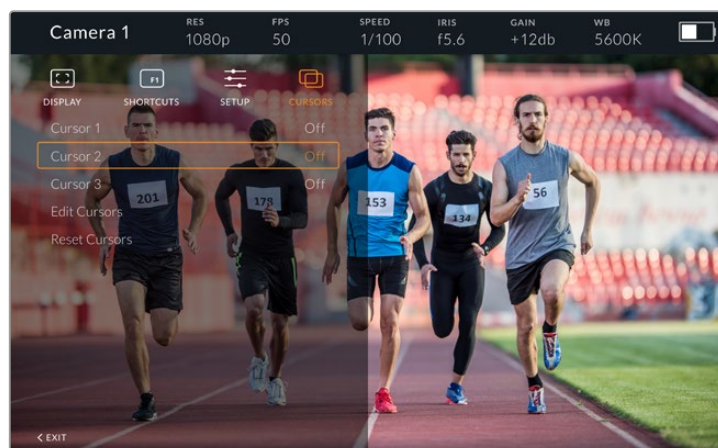 Camera 1
RES FPS SPEED IRIS GAIN WB
1080p 50 1/100 f5.6 +12db 5600K
F1
DISPLAY SHORTCUTS SETUP CURSORS
Cursor 1 Off
Cursor 2 Off
Cursor 3 Off
Edit Cursors
Reset Cursors
201 178 153 134 56
< EXIT